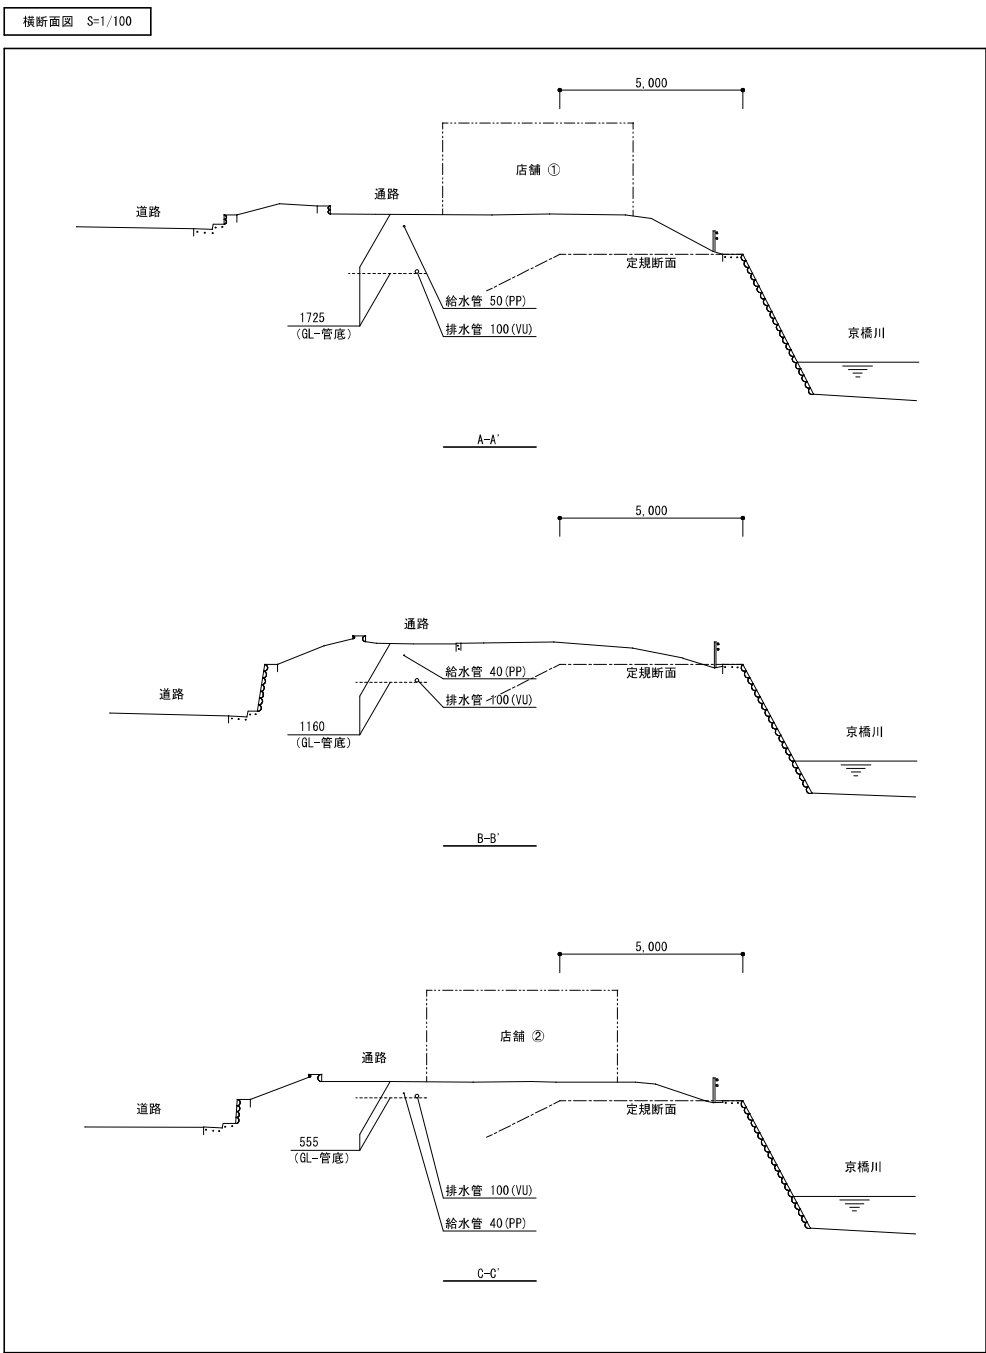 横断面図 S=1/100
5,000
店舗 ①
通路
道路
定規断面
給水管 50(PP)
1725
(GL-管底)
排水管 100(VU)
京橋川
A-A'
5,000
通路
給水管 40(PP)
定規断面
道路
排水管 100(VU)
1160
(GL-管底)
京橋川
B-B'
5,000
店舗 ②
通路
道路
定規断面
555
(GL-管底)
京橋川
排水管 100(VU)
給水管 40(PP)
C-C'